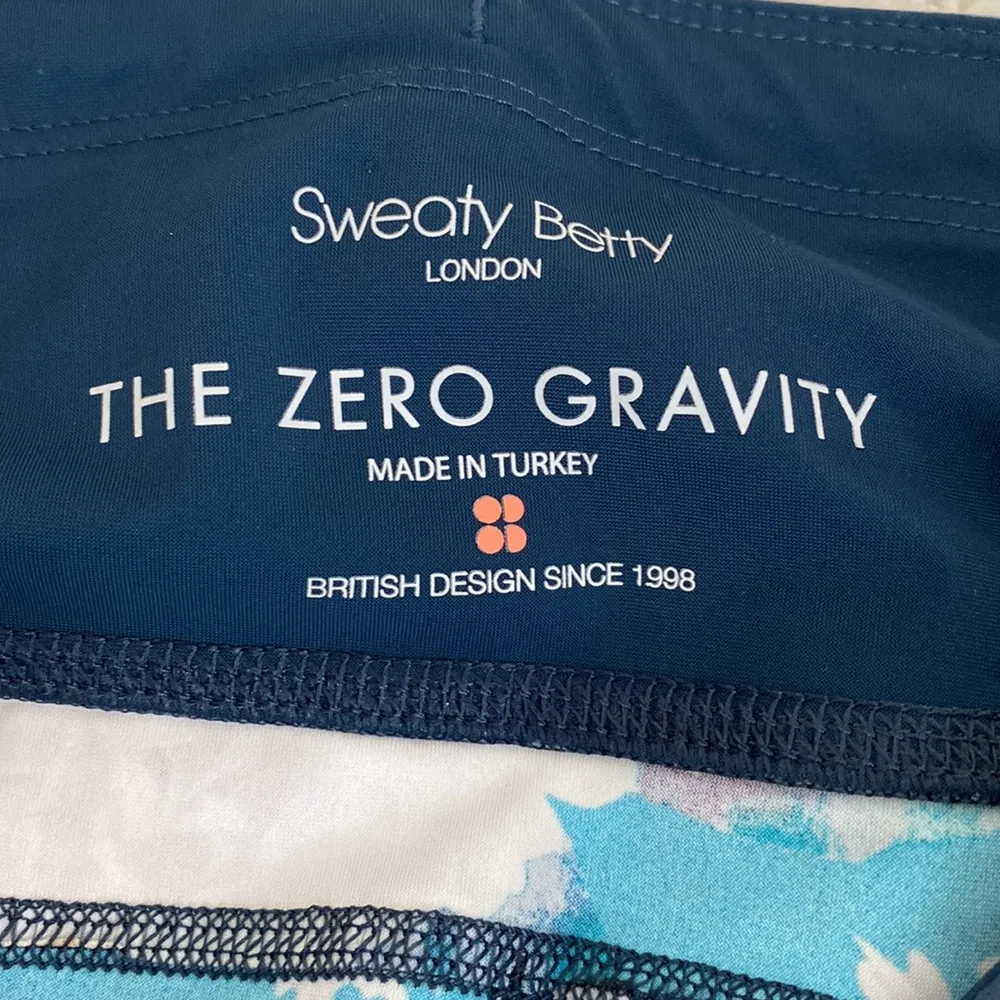 Sweaty Betty
LONDON
THE ZERO GRAVITY
MADE IN TURKEY
BRITISH DESIGN SINCE 1998